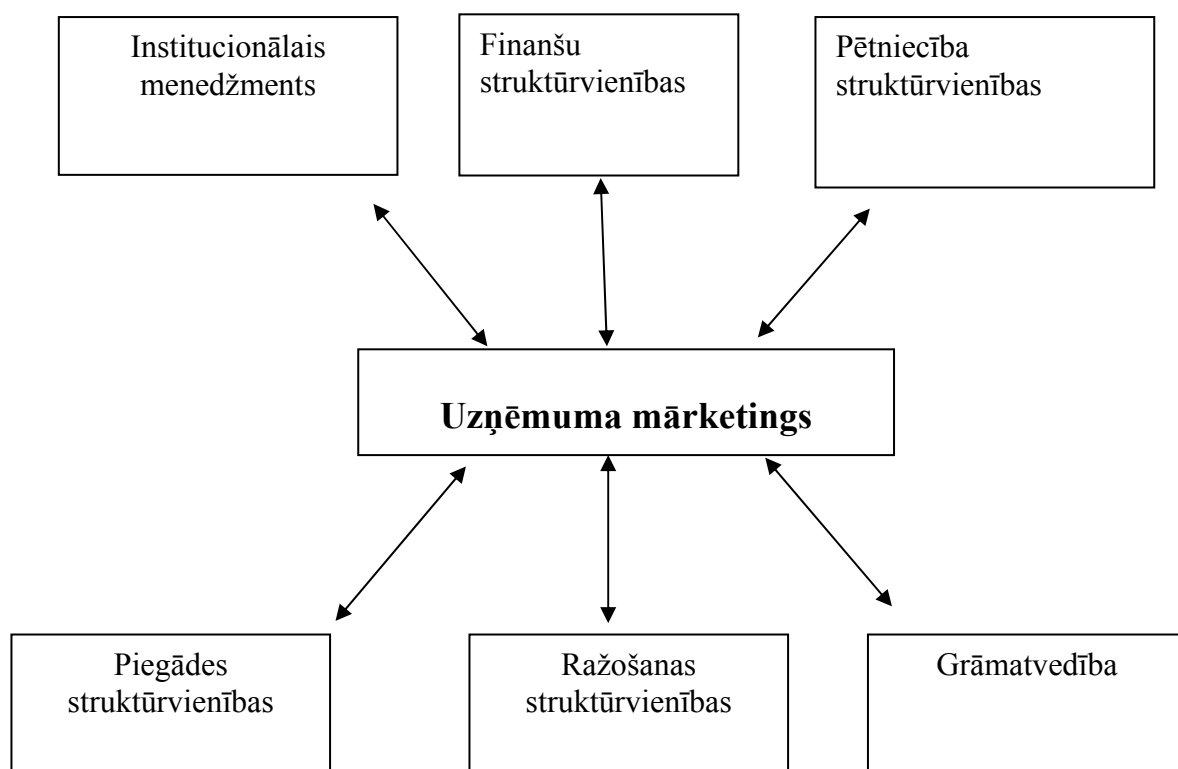 Institucionālais
menedžments
Finanšu
struktūrvienības
Pētniecība
struktūrvienības
Uzņēmuma mārketings
Piegādes
struktūrvienības
Ražošanas
struktūrvienības
Grāmatvedība